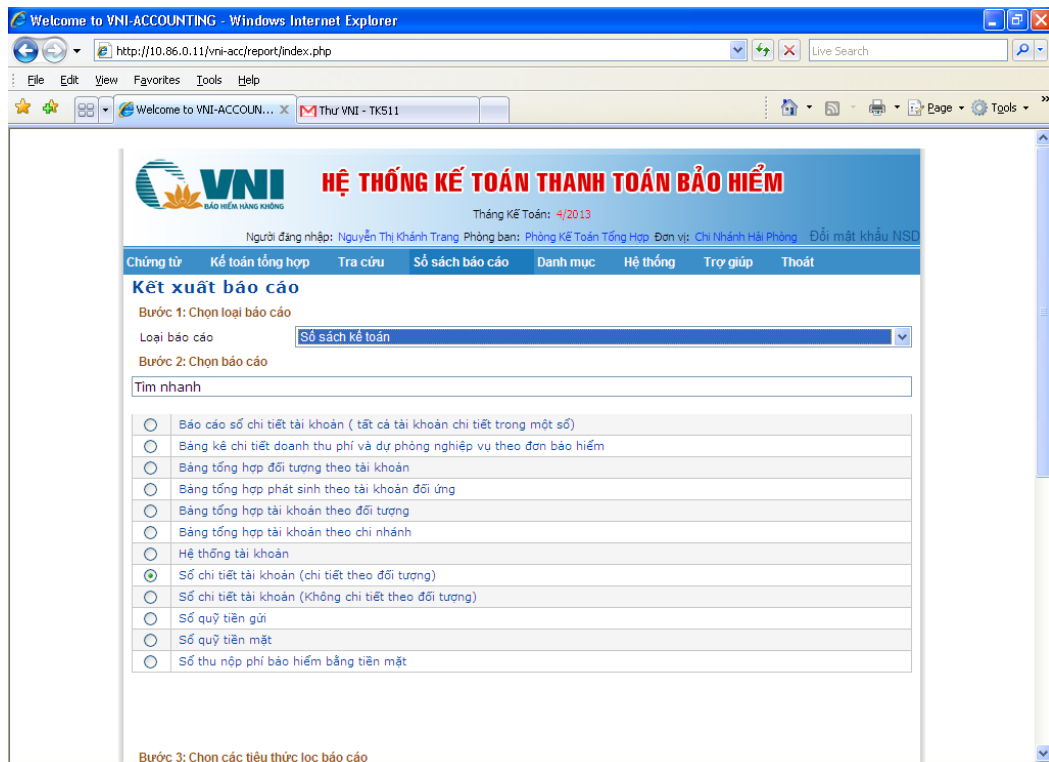 Welcome to VNI-ACCOUNTING - Windows Internet Explorer
http://10.86.0.11/vni-acc/report/index.php
Live Search
File Edit View Favorites Tools Help
Welcome to VNI-ACCOUN... Thư VNI - TK511
Page Tools
VNI
BẢO HIỂM HÀNG KHÔNG
HỆ THỐNG KẾ TOÁN THANH TOÁN BẢO HIỂM
Tháng Kế Toán: 4/2013
Người đăng nhập: Nguyễn Thị Khánh Trang Phòng ban: Phòng Kế Toán Tổng Hợp Đơn vị: Chi Nhánh Hải Phòng Đổi mật khẩu NSD
Chứng từ Kế toán tổng hợp Tra cứu Sổ sách báo cáo Danh mục Hệ thống Trợ giúp Thoát
Kết xuất báo cáo
Bước 1: Chọn loại báo cáo
Loại báo cáo Sổ sách kế toán
Bước 2: Chọn báo cáo
Tìm nhanh
Báo cáo sổ chi tiết tài khoản ( tất cả tài khoản chi tiết trong một sổ)
Bảng kê chi tiết doanh thu phí và dự phòng nghiệp vụ theo đơn bảo hiểm
Bảng tổng hợp đối tượng theo tài khoản
Bảng tổng hợp phát sinh theo tài khoản đối ứng
Bảng tổng hợp tài khoản theo đối tượng
Bảng tổng hợp tài khoản theo chi nhánh
Hệ thống tài khoản
Sổ chi tiết tài khoản (chi tiết theo đối tượng)
Sổ chi tiết tài khoản (Không chi tiết theo đối tượng)
Sổ quỹ tiền gửi
Sổ quỹ tiền mặt
Sổ thu nộp phí bảo hiểm bằng tiền mặt
Bước 3: Chọn các tiêu thức lọc báo cáo